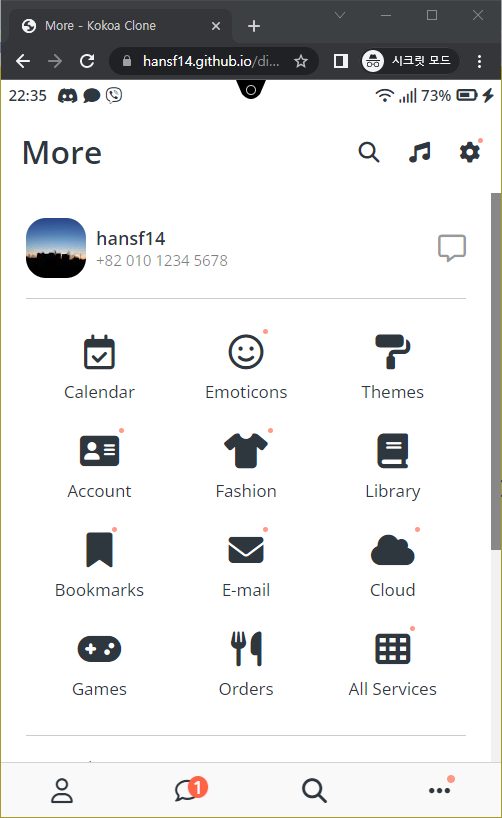 More - Kokoa Clone
hansf14.github.io/di...
시크릿 모드
22:35
73%
More
hansf14
+82 010 1234 5678
Calendar Emoticons Themes
Account Fashion Library
Bookmarks E-mail Cloud
Games Orders All Services
1